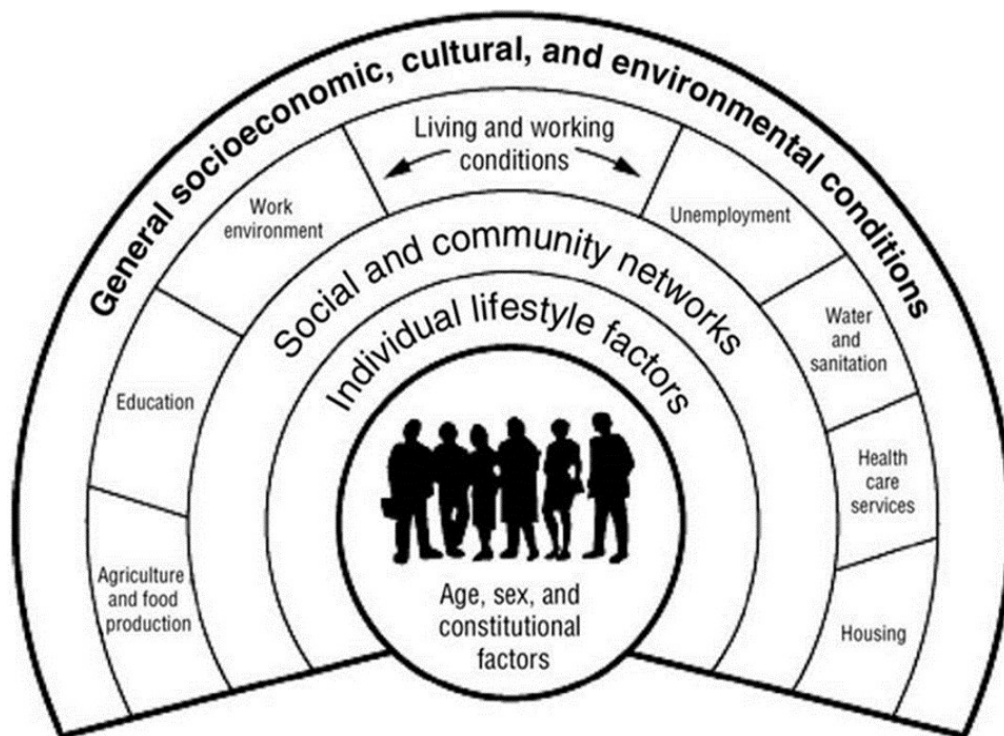 General socioeconomic, cultural, and environmental conditions
Living and working
conditions
Work
environment
Unemployment
Social and community networks
Individual lifestyle factors
Water
and
sanitation
Education
Health
care
services
Agriculture
and food
production
Housing
Age, sex, and
constitutional
factors